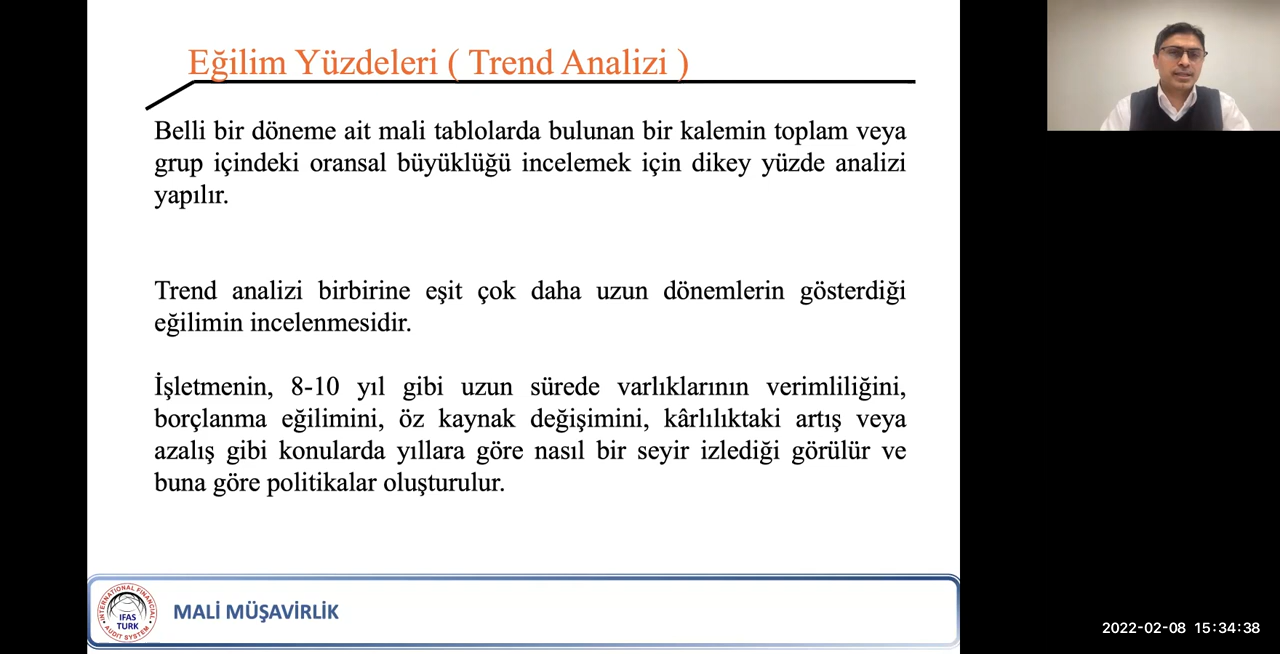 Eğilim Yüzdeleri ( Trend Analizi )
Belli bir döneme ait mali tablolarda bulunan bir kalemin toplam veya
grup içindeki oransal büyüklüğü incelemek için dikey yüzde analizi
yapılır.
Trend analizi birbirine eşit çok daha uzun dönemlerin gösterdiği
eğilimin incelenmesidir.
İşletmenin, 8-10 yıl gibi uzun sürede varlıklarının verimliliğini,
borçlanma eğilimini, öz kaynak değişimini, kârlılıktaki artış veya
azalış gibi konularda yıllara göre nasıl bir seyir izlediği görülür ve
buna göre politikalar oluşturulur.
INTERNATIONAL FINANCIAL
IFAS
TURK
AUDIT SYSTEM
MALİ MÜŞAVİRLİK
2022-02-08 15:34:38